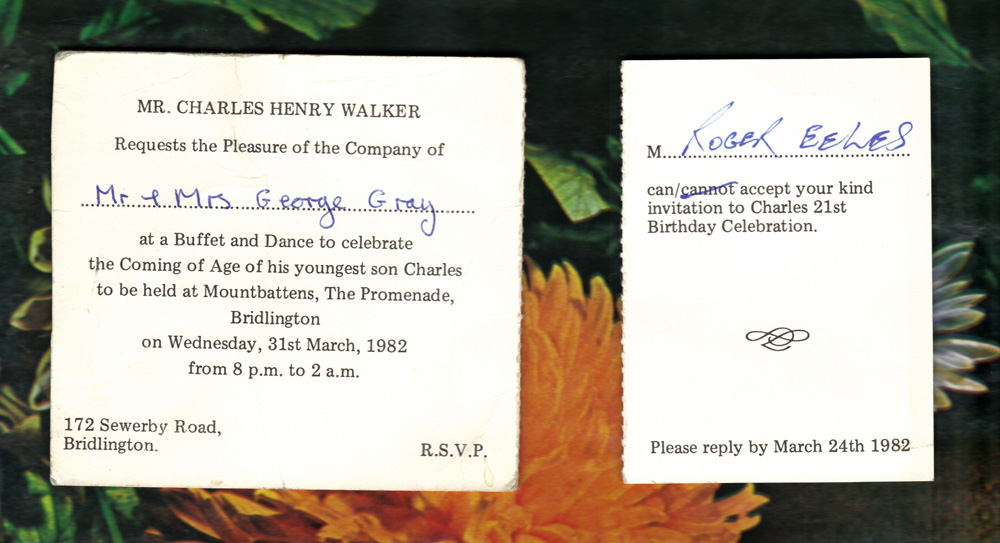 MR. CHARLES HENRY WALKER
Requests the Pleasure of the Company of
Mr & Mrs George Gray
at a Buffet and Dance to celebrate
the Coming of Age of his youngest son Charles
to be held at Mountbattens, The Promenade,
Bridlington
on Wednesday, 31st March, 1982
from 8 p.m. to 2 a.m.
172 Sewerby Road,
Bridlington.
R.S.V.P.
M. ROGER EELES
can/cannot accept your kind
invitation to Charles 21st
Birthday Celebration.
Please reply by March 24th 1982